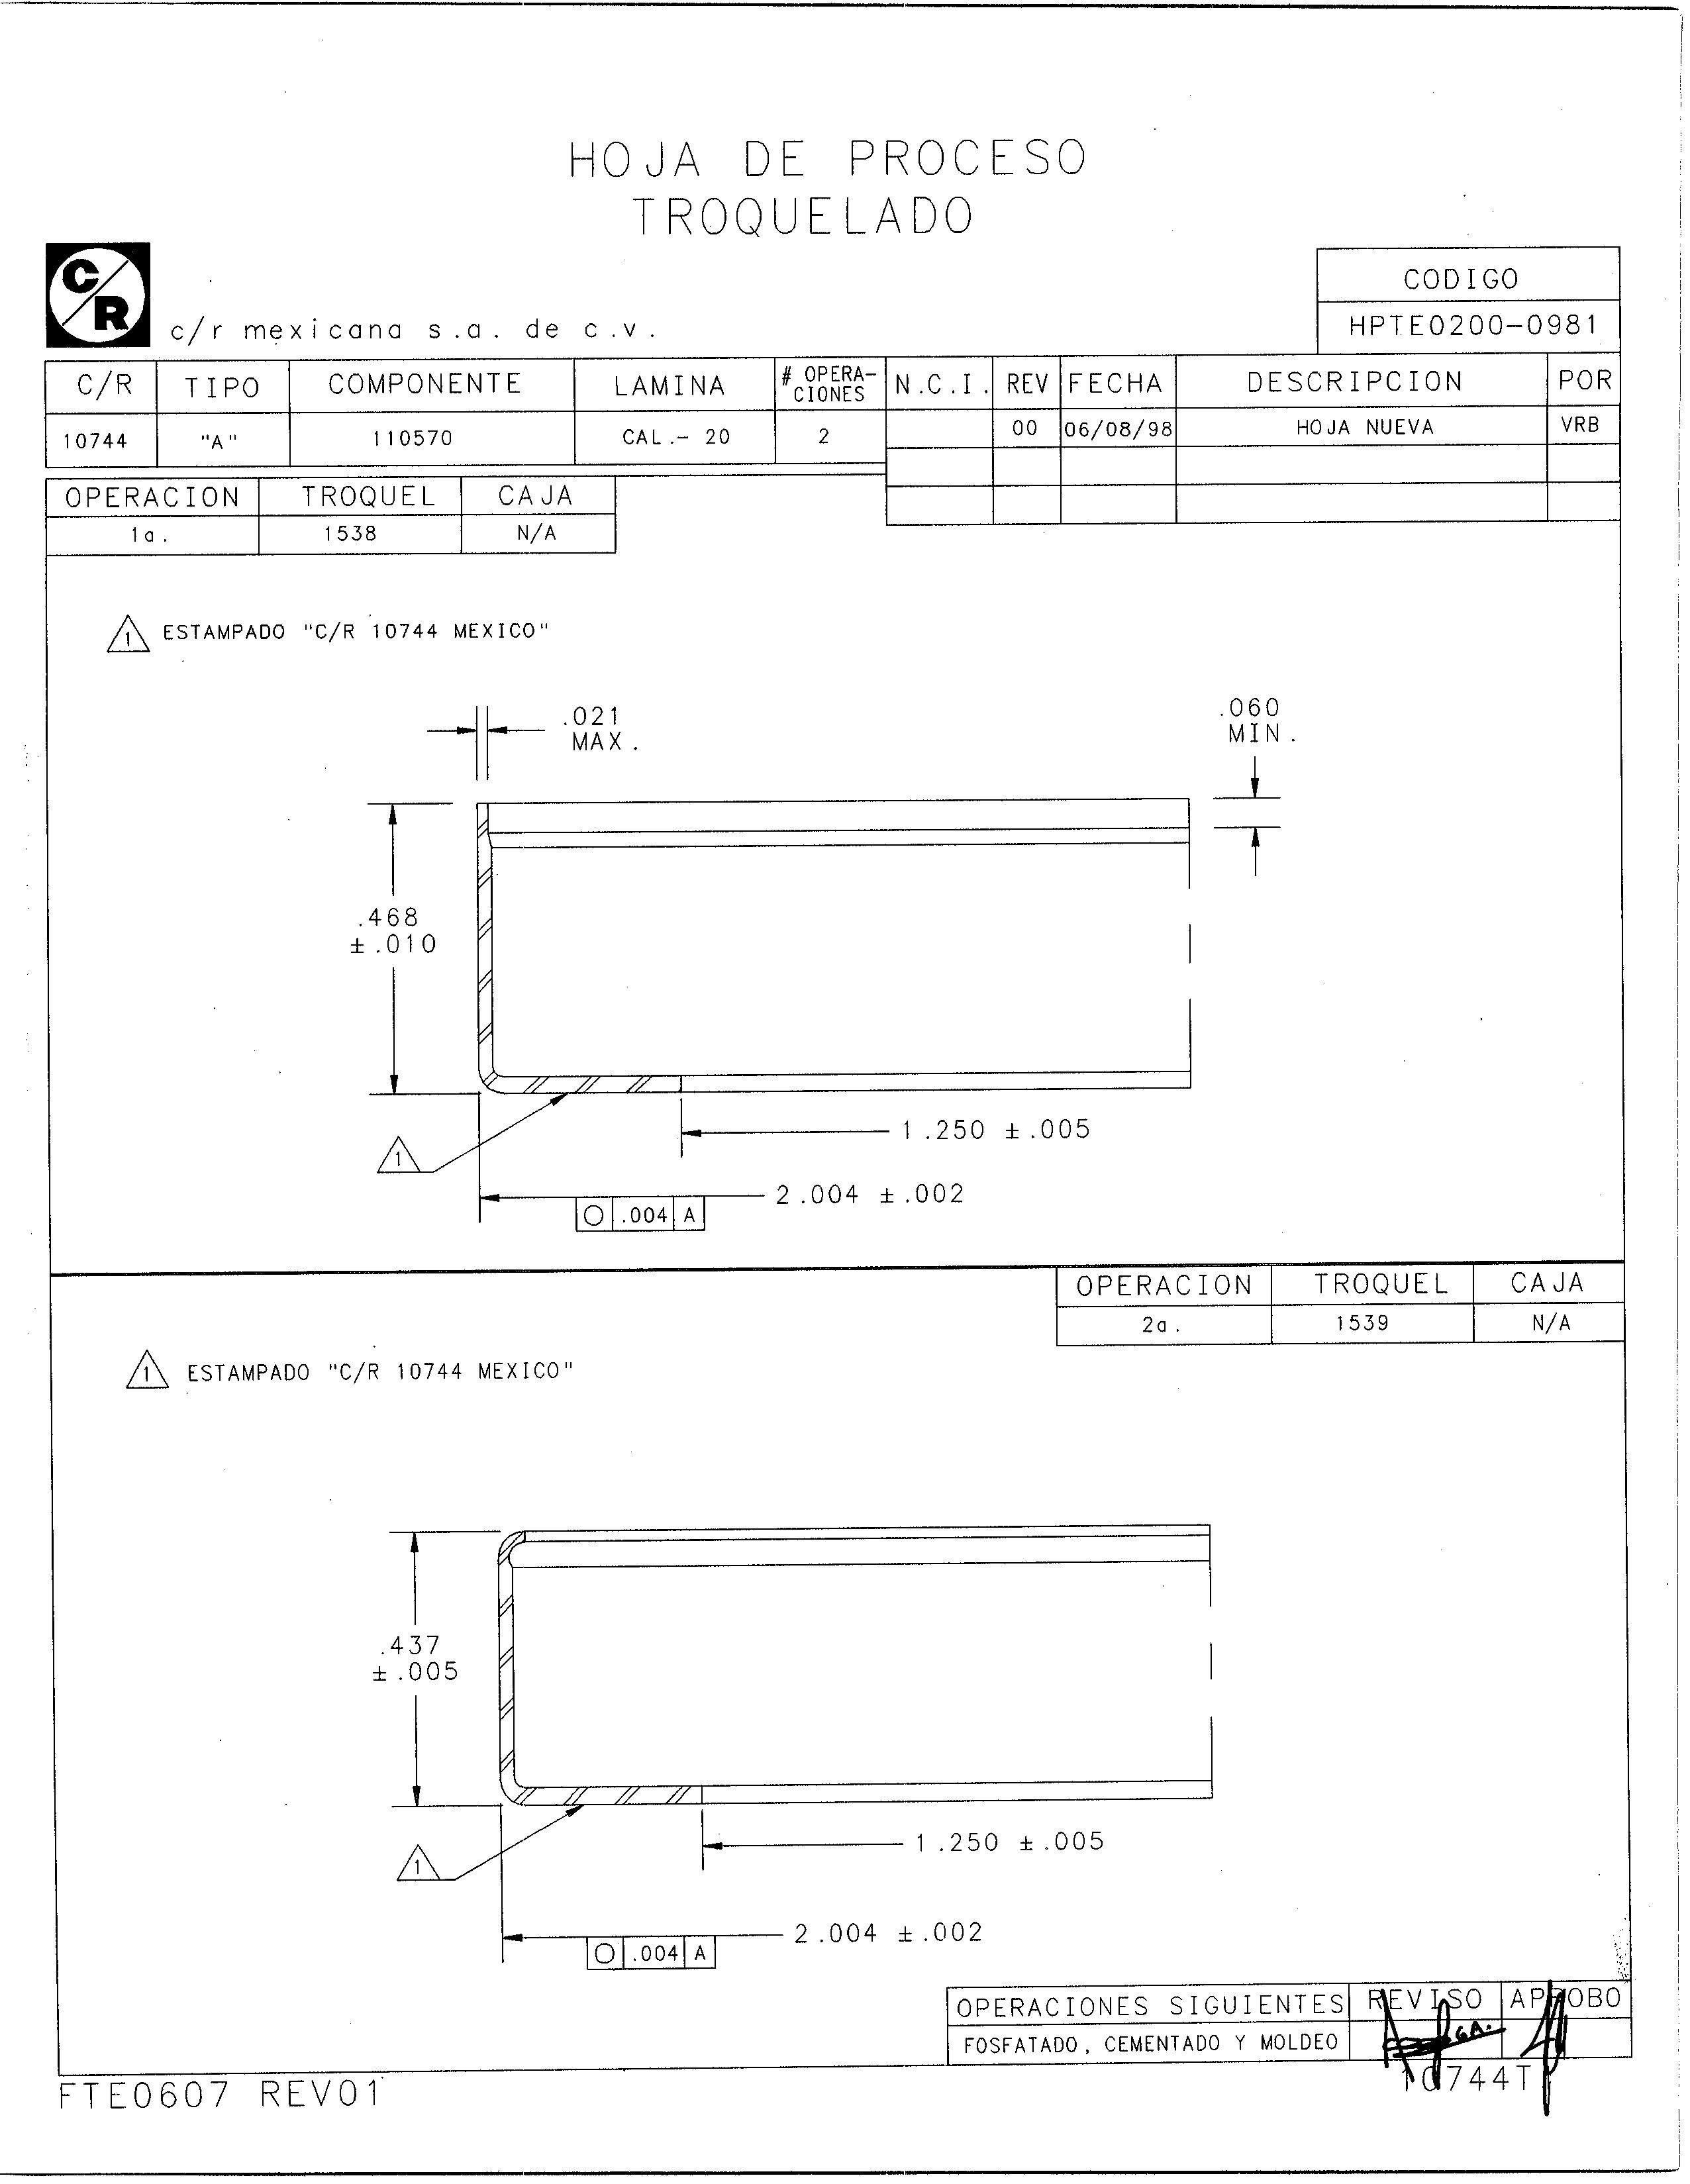 HOJA DE PROCESO
TROQUELADO
C/R
c/r mexicana s.a. de c.v.
CODIGO
HPTE0200-0981
C/R TIPO COMPONENTE LAMINA # OPERA-CIONES N.C.I. REV FECHA DESCRIPCION POR
10744 "A" 110570 CAL.- 20 2 00 06/08/98 HOJA NUEVA VRB
OPERACION TROQUEL CAJA
1a. 1538 N/A
1 ESTAMPADO "C/R 10744 MEXICO"
.021
MAX.
.060
MIN.
.468
±.010
1.250 ±.005
1
2.004 ±.002
.004 A
OPERACION TROQUEL CAJA
2a. 1539 N/A
1 ESTAMPADO "C/R 10744 MEXICO"
.437
±.005
1.250 ±.005
1
2.004 ±.002
.004 A
OPERACIONES SIGUIENTES REVISO APROBO
FOSFATADO, CEMENTADO Y MOLDEO
FTE0607 REV01
10744T